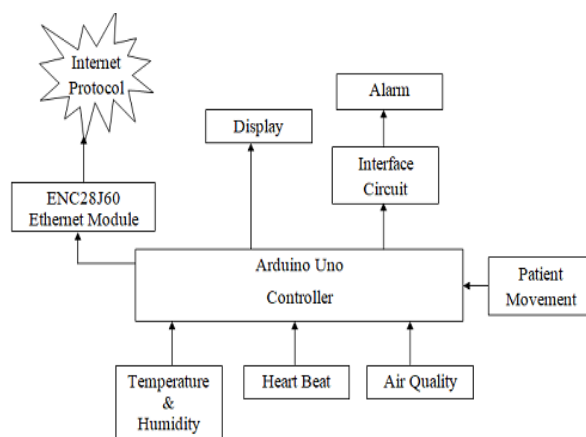 Internet
Protocol
Alarm
Display
Interface
Circuit
ENC28J60
Ethernet Module
Arduino Uno
Controller
Patient
Movement
Temperature
&
Humidity
Heart Beat
Air Quality